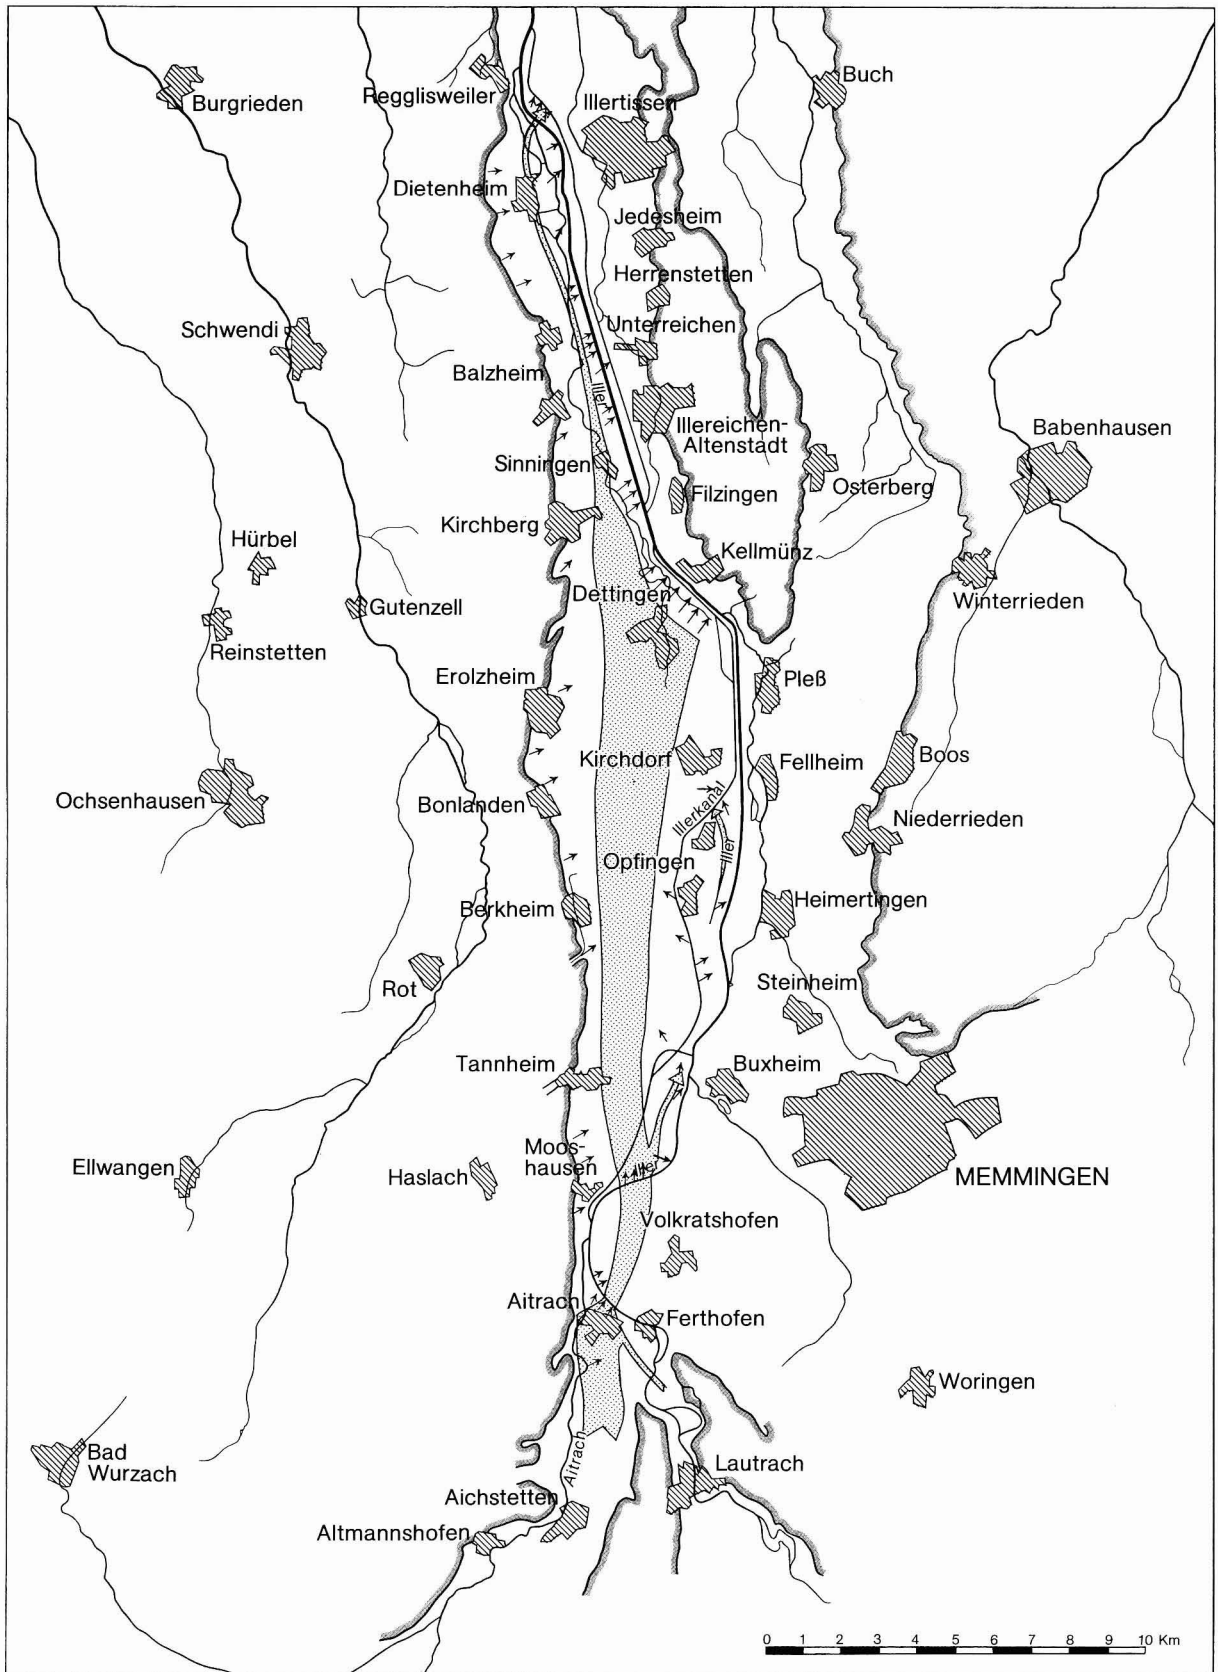 Burgrieden
Regglisweiler
Illertissen
Buch
Dietenheim
Jedesheim
Herrenstetten
Schwendi
Unterreichen
Balzheim
Iller
Illereichen-
Altenstadt
Babenhausen
Sinningen
Filzingen
Osterberg
Kirchberg
Hürbel
Kellmünz
Dettingen
Gutenzell
Winterrieden
Reinstetten
Erolzheim
Pleß
Kirchdorf
Fellheim
Boos
Ochsenhausen
Bonlanden
Illerkanal
Niederrieden
Iller
Opfingen
Berkheim
Heimertingen
Rot
Steinheim
Tannheim
Buxheim
Moos-
hausen
Ellwangen
Haslach
Iller
MEMMINGEN
Volkratshofen
Aitrach
Ferthofen
Woringen
Bad
Wurzach
Aitrach
Lautrach
Aichstetten
Altmannshofen
0 1 2 3 4 5 6 7 8 9 10 Km